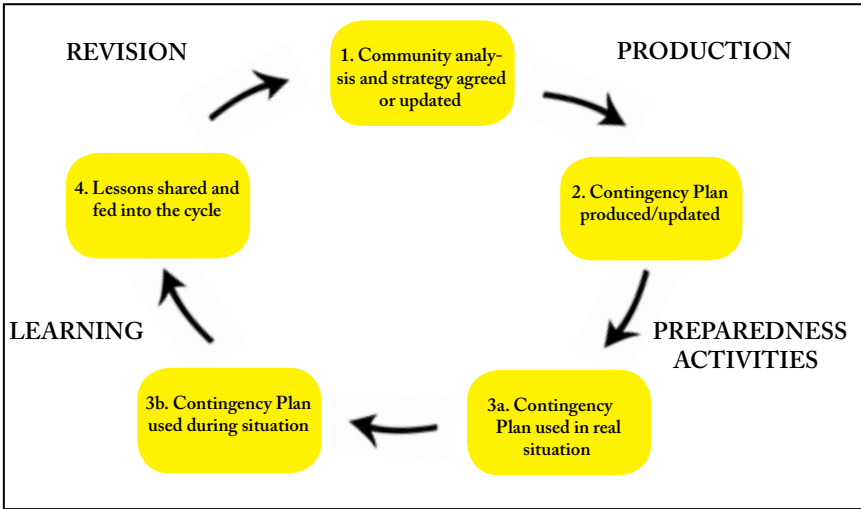 REVISION
1. Community analy-
sis and strategy agreed
or updated
PRODUCTION
4. Lessons shared and
fed into the cycle
2. Contingency Plan
produced/updated
LEARNING
PREPAREDNESS
ACTIVITIES
3b. Contingency Plan
used during situation
3a. Contingency
Plan used in real
situation